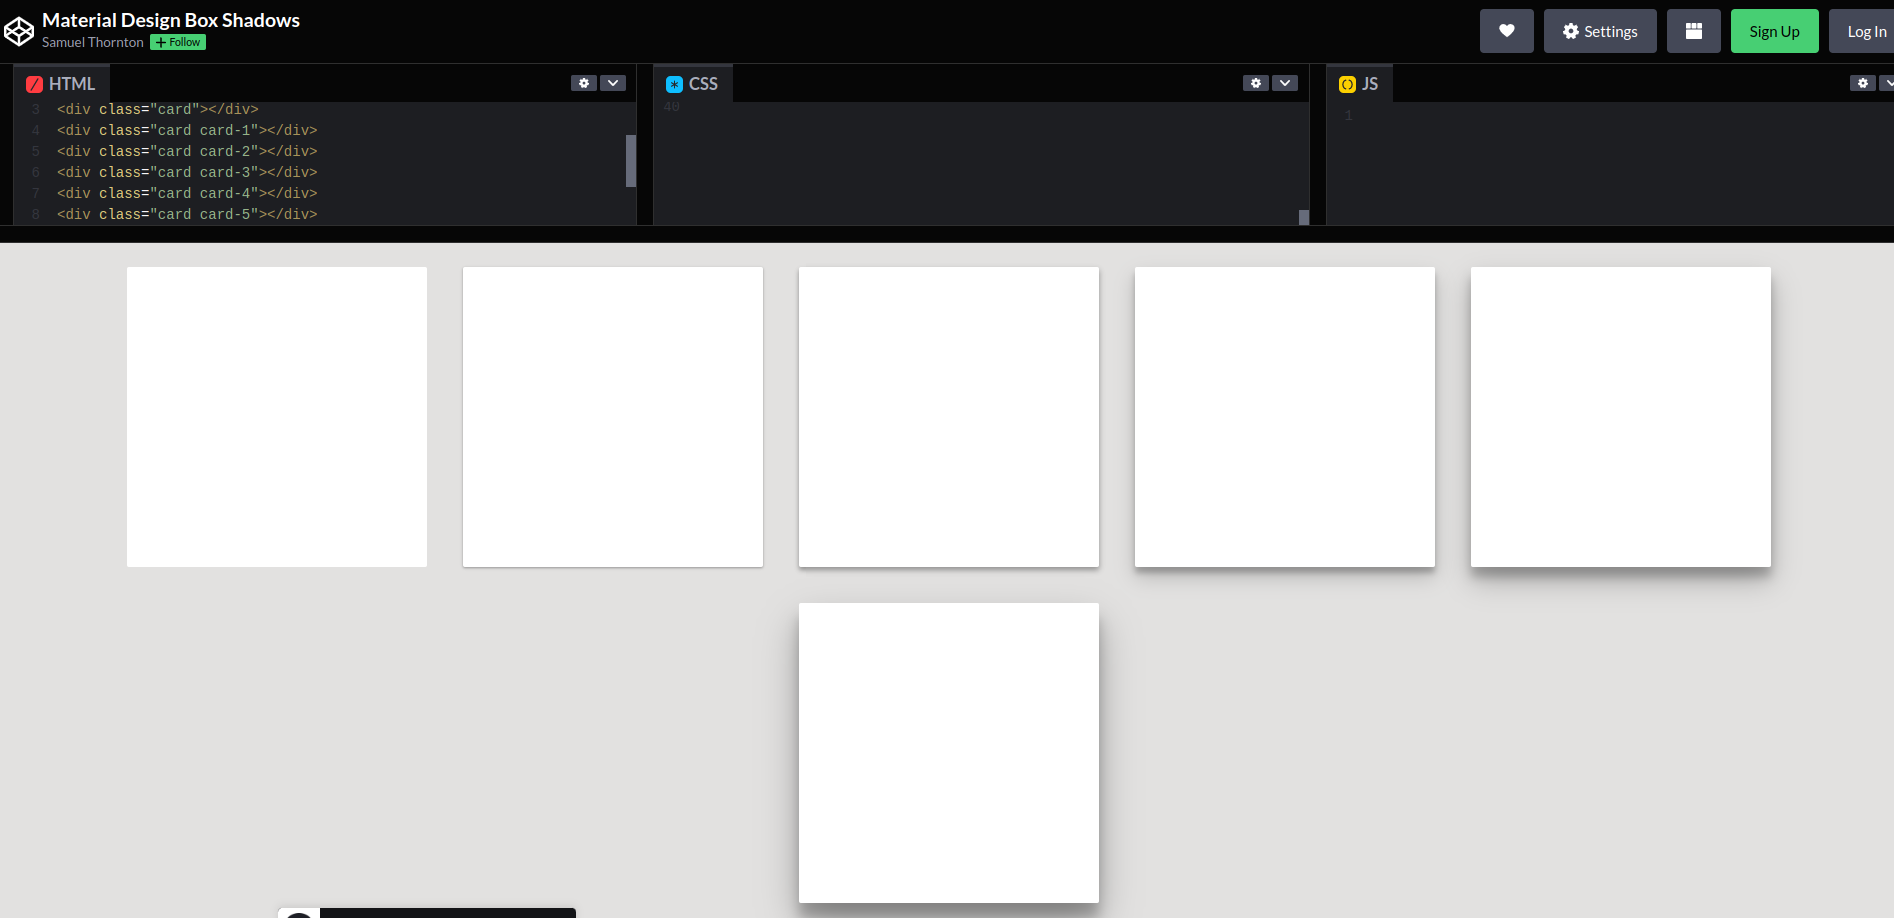 Material Design Box Shadows
Samuel Thornton + Follow
Settings
Sign Up
Log In
HTML
3 <div class="card"></div>
4 <div class="card card-1"></div>
5 <div class="card card-2"></div>
6 <div class="card card-3"></div>
7 <div class="card card-4"></div>
8 <div class="card card-5"></div>
CSS
40
JS
1